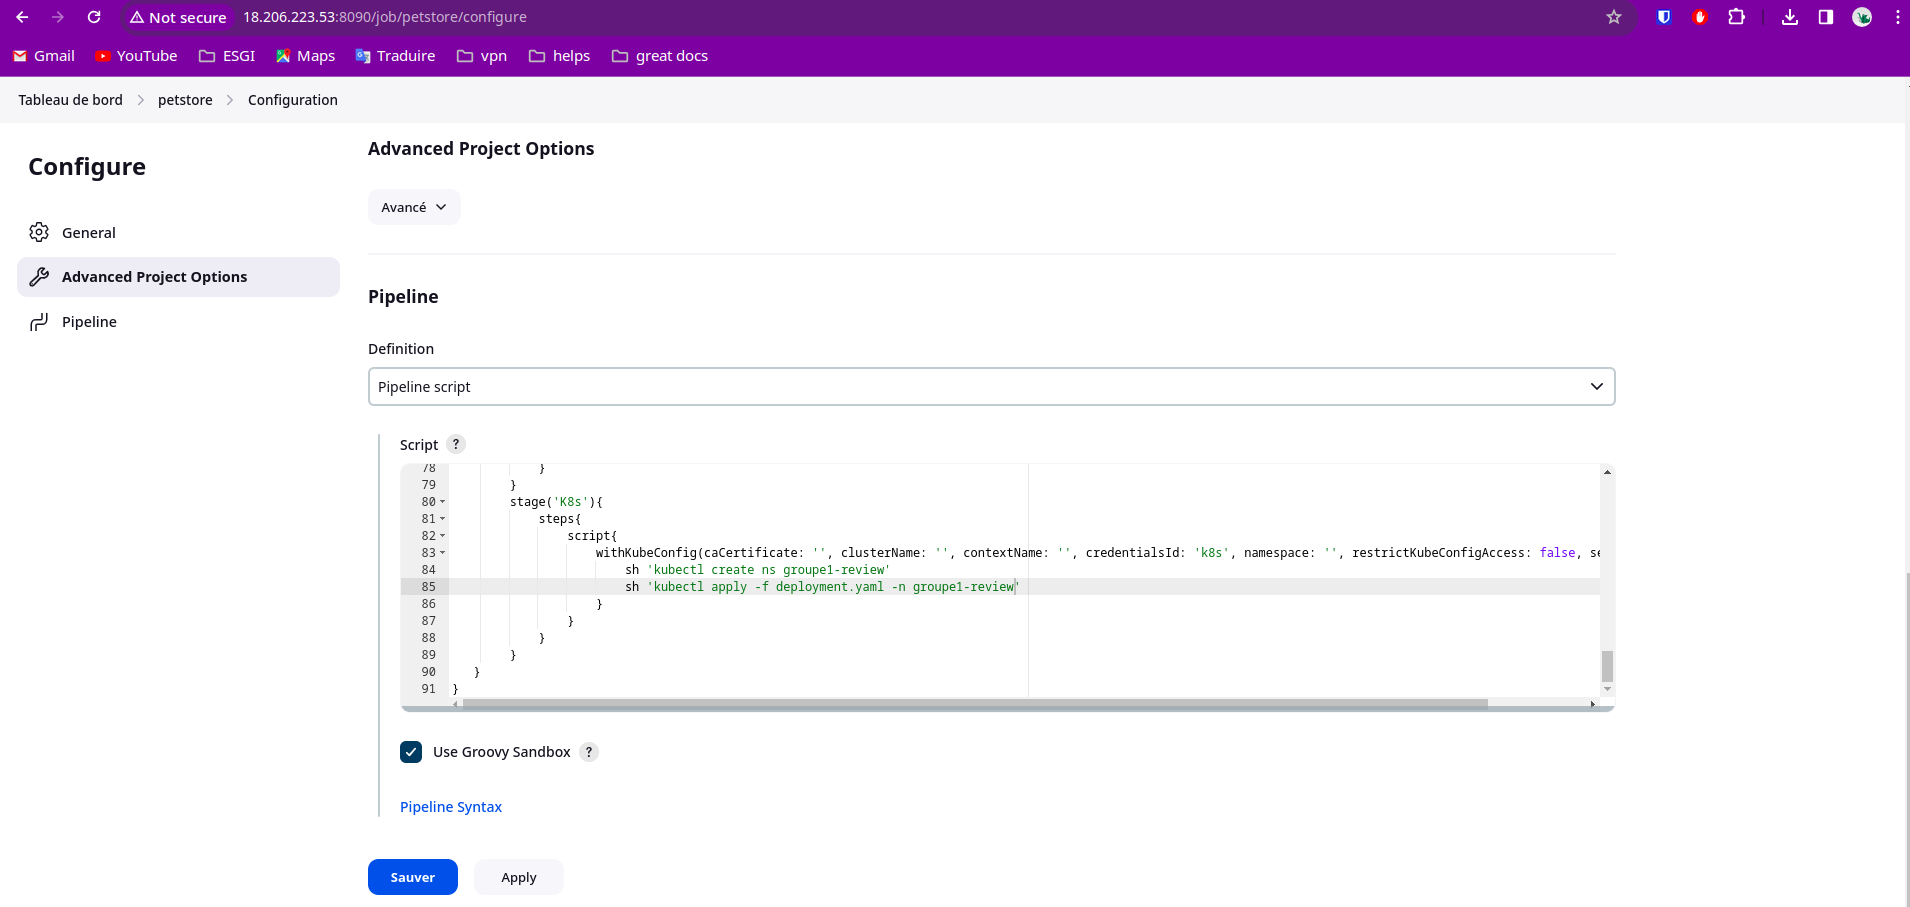 Not secure 18.206.223.53:8090/job/petstore/configure
Gmail YouTube ESGI Maps Traduire vpn helps great docs
Tableau de bord petstore Configuration
Configure
General
Advanced Project Options
Pipeline
Advanced Project Options
Avancé
Pipeline
Definition
Pipeline script
Script ?
78 }
79 }
80 stage('K8s'){
81 steps{
82 script{
83 withKubeConfig(caCertificate: '', clusterName: '', contextName: '', credentialsId: 'k8s', namespace: '', restrictKubeConfigAccess: false, se
84 sh 'kubectl create ns groupe1-review'
85 sh 'kubectl apply -f deployment.yaml -n groupe1-review'
86 }
87 }
88 }
89 }
90 }
91 }
Use Groovy Sandbox ?
Pipeline Syntax
Sauver Apply